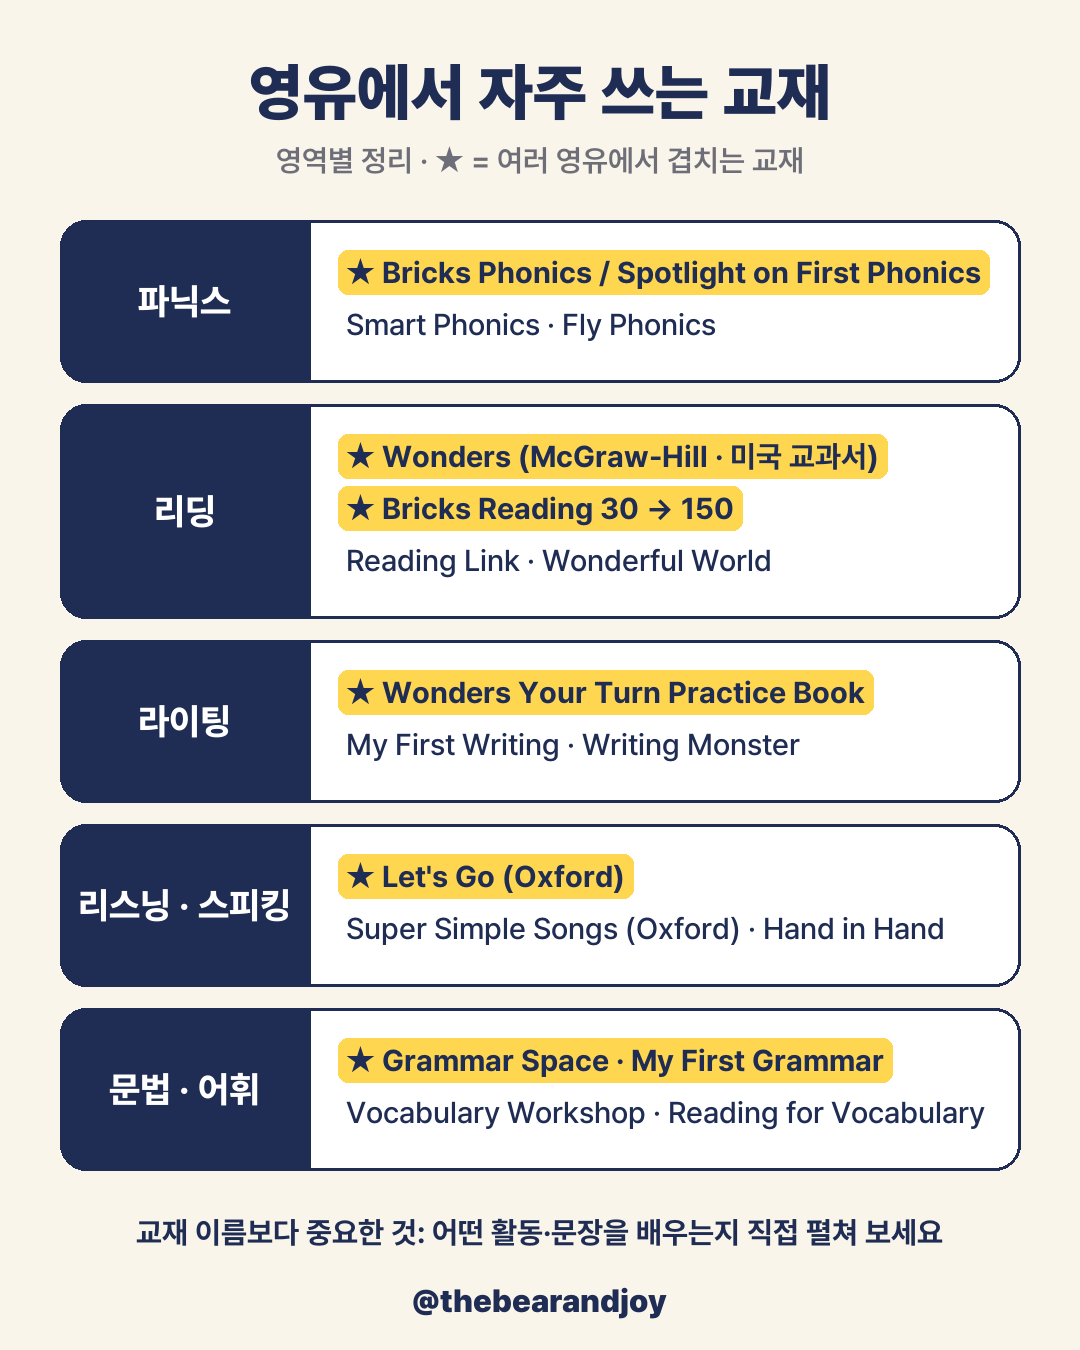 영유에서 자주 쓰는 교재
영역별 정리 · ★ = 여러 영유에서 겹치는 교재
파닉스
★ Bricks Phonics / Spotlight on First Phonics
Smart Phonics · Fly Phonics
리딩
★ Wonders (McGraw-Hill · 미국 교과서)
★ Bricks Reading 30 → 150
Reading Link · Wonderful World
라이팅
★ Wonders Your Turn Practice Book
My First Writing · Writing Monster
리스닝 · 스피킹
★ Let's Go (Oxford)
Super Simple Songs (Oxford) · Hand in Hand
문법 · 어휘
★ Grammar Space · My First Grammar
Vocabulary Workshop · Reading for Vocabulary
교재 이름보다 중요한 것: 어떤 활동·문장을 배우는지 직접 펼쳐 보세요
@thebearandjoy